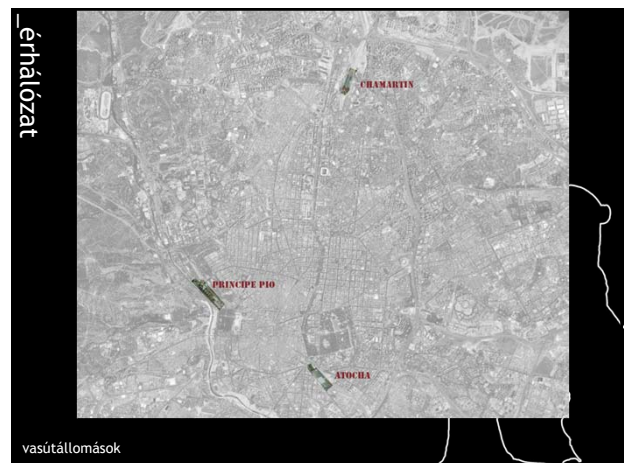 _érhálózat
CHAMARTIN
PRINCIPE PIO
ATOCHA
vasútállomások